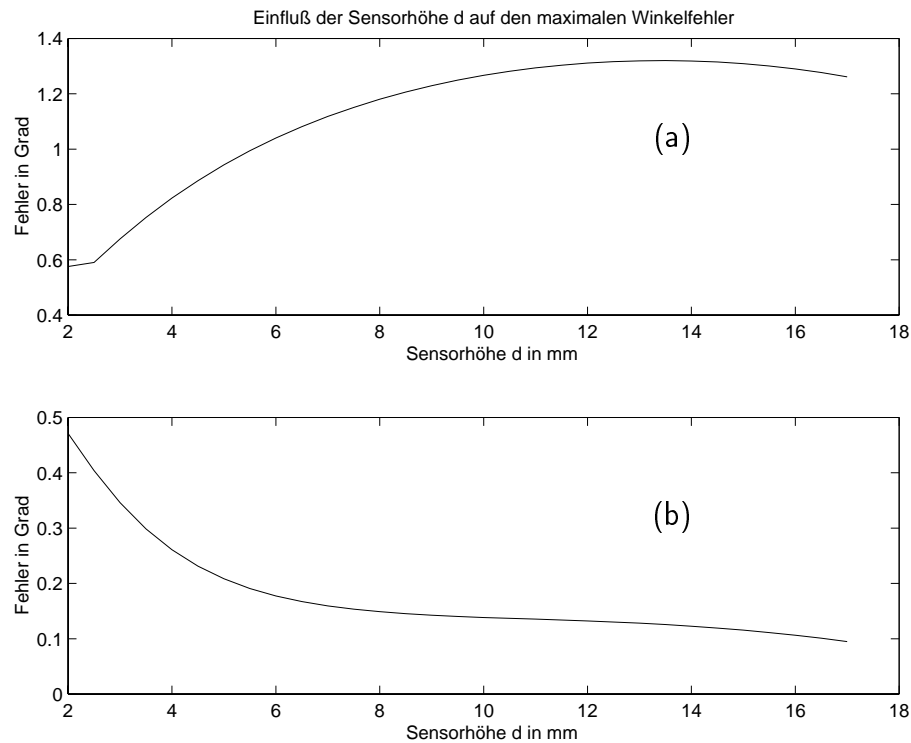 Einfluß der Sensorhöhe d auf den maximalen Winkelfehler
1.4
1.2
1
0.8
0.6
0.4
Fehler in Grad
(a)
2 4 6 8 10 12 14 16 18
Sensorhöhe d in mm
0.5
0.4
0.3
0.2
0.1
0
Fehler in Grad
(b)
2 4 6 8 10 12 14 16 18
Sensorhöhe d in mm